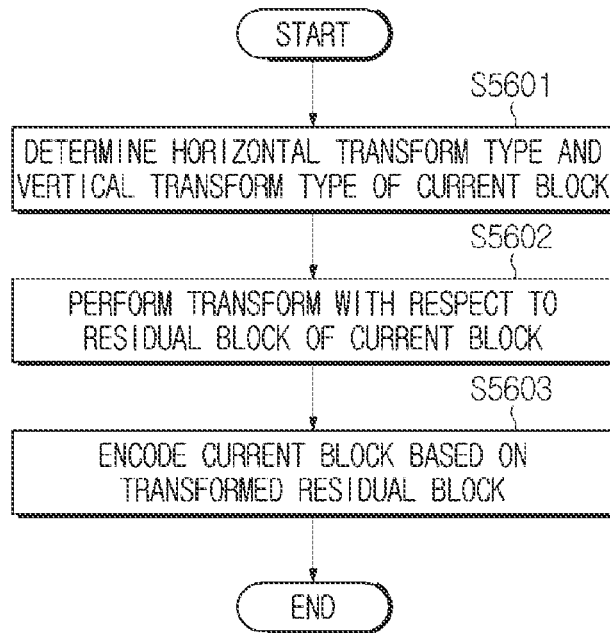 START
S5601
DETERMINE HORIZONTAL TRANSFORM TYPE AND
VERTICAL TRANSFORM TYPE OF CURRENT BLOCK
S5602
PERFORM TRANSFORM WITH RESPECT TO
RESIDUAL BLOCK OF CURRENT BLOCK
S5603
ENCODE CURRENT BLOCK BASED ON
TRANSFORMED RESIDUAL BLOCK
END